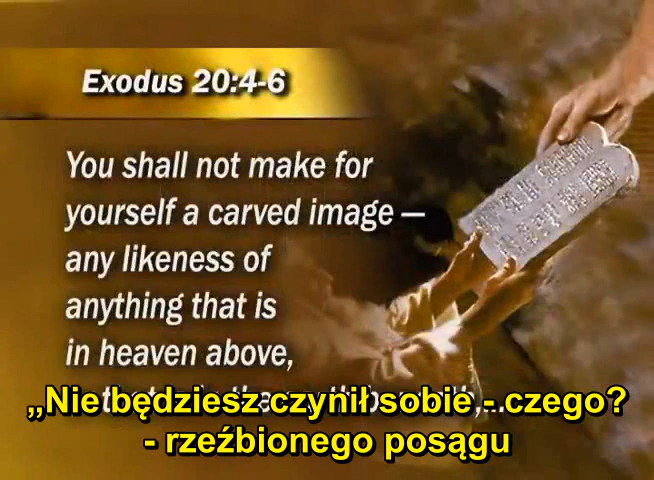 Exodus 20:4-6
You shall not make for
yourself a carved image —
any likeness of
anything that is
in heaven above,
„Nie będziesz czynił sobie - czego?
- rzeźbionego posągu